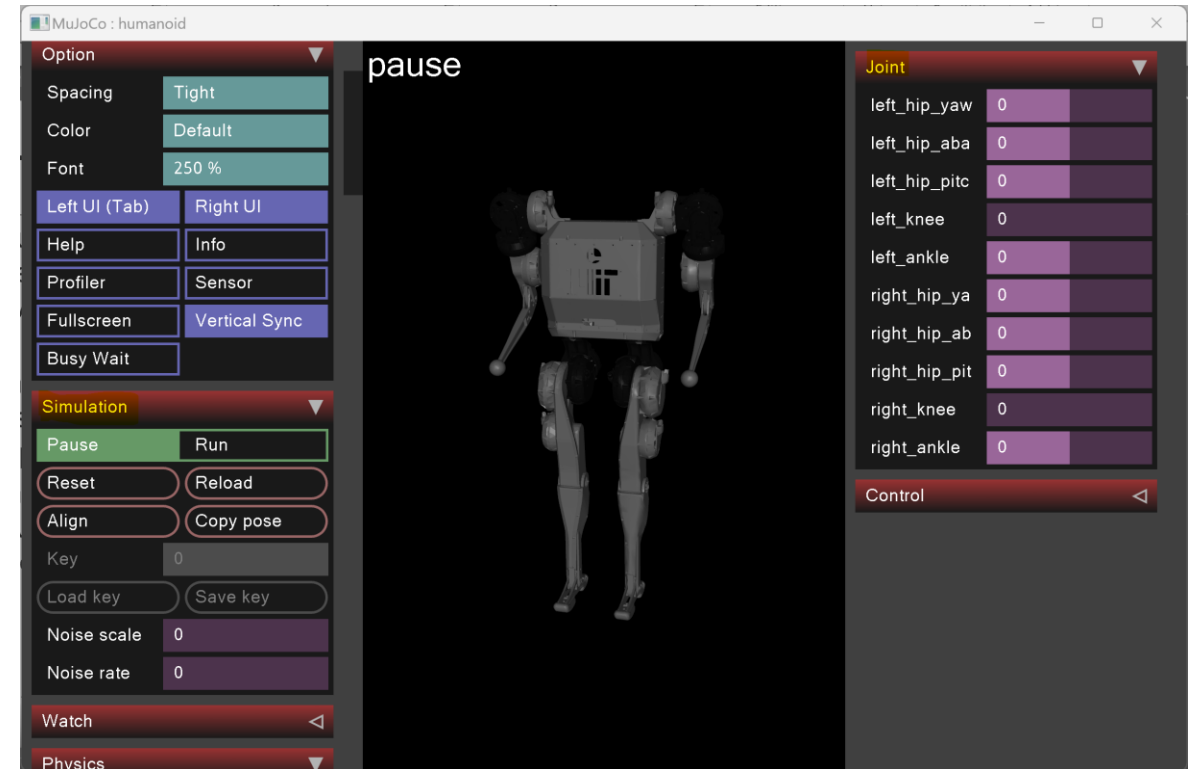 MuJoCo : humanoid
Option
Spacing Tight
Color Default
Font 250 %
Left UI (Tab) Right UI
Help Info
Profiler Sensor
Fullscreen Vertical Sync
Busy Wait
Simulation
Pause Run
Reset Reload
Align Copy pose
Key 0
Load key Save key
Noise scale 0
Noise rate 0
Watch
Physics
pause
Joint
left_hip_yaw 0
left_hip_aba 0
left_hip_pitc 0
left_knee 0
left_ankle 0
right_hip_ya 0
right_hip_ab 0
right_hip_pit 0
right_knee 0
right_ankle 0
Control